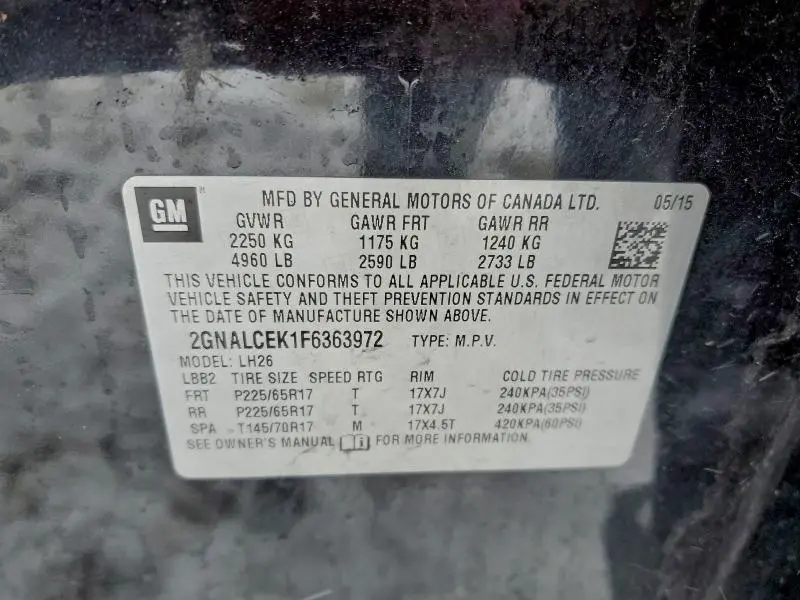 GM ® MFD BY GENERAL MOTORS OF CANADA LTD. 05/15
GVWR GAWR FRT GAWR RR
2250 KG 1175 KG 1240 KG
4960 LB 2590 LB 2733 LB
THIS VEHICLE CONFORMS TO ALL APPLICABLE U.S. FEDERAL MOTOR
VEHICLE SAFETY AND THEFT PREVENTION STANDARDS IN EFFECT ON
THE DATE OF MANUFACTURE SHOWN ABOVE.
2GNALCEK1F6363972 TYPE: M.P.V.
MODEL: LH26
LBB2 TIRE SIZE SPEED RTG RIM COLD TIRE PRESSURE
FRT P225/65R17 T 17X7J 240KPA(35PSI)
RR P225/65R17 T 17X7J 240KPA(35PSI)
SPA T145/70R17 M 17X4.5T 420KPA(60PSI)
SEE OWNER'S MANUAL FOR MORE INFORMATION.